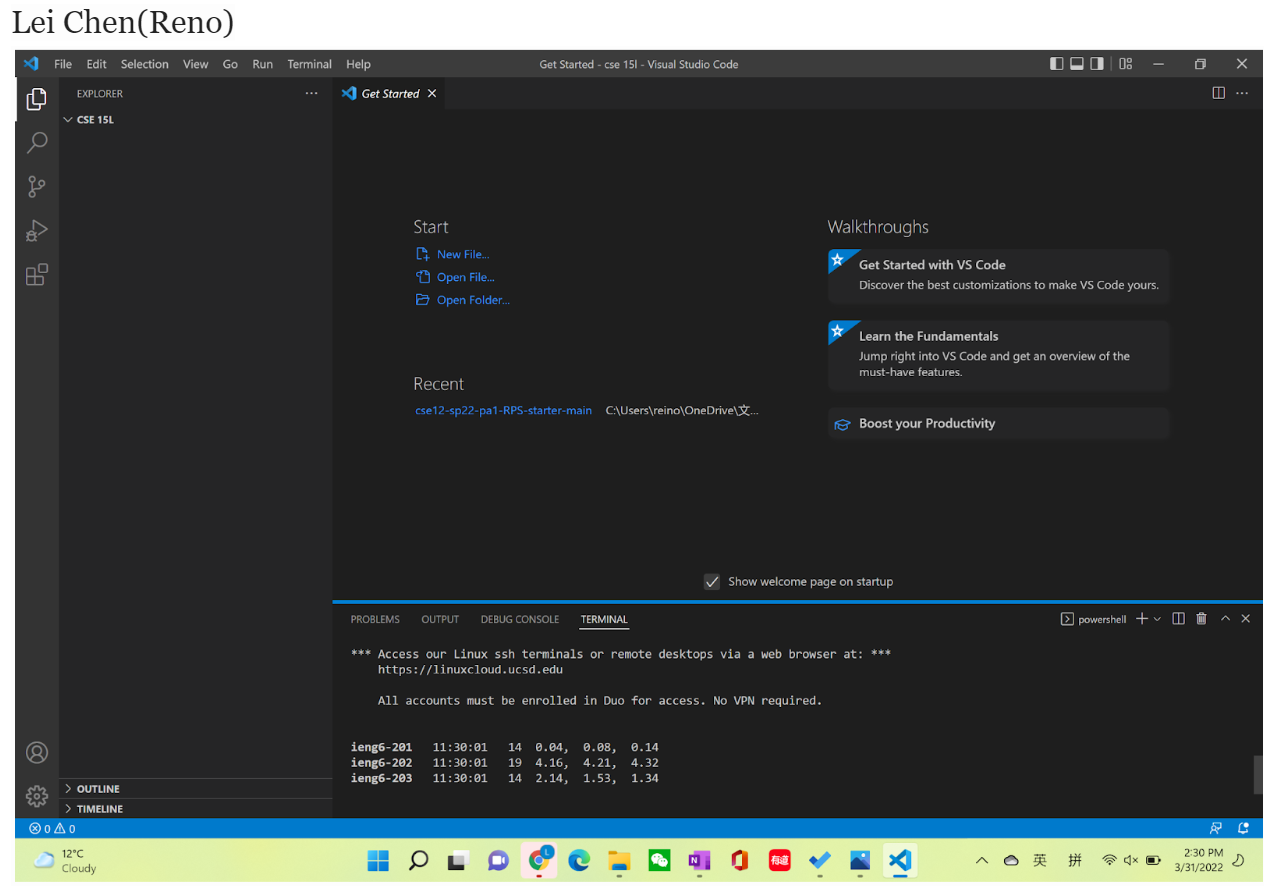 Lei Chen(Reno)
File Edit Selection View Go Run Terminal Help
Get Started - cse 15l - Visual Studio Code
EXPLORER
Get Started
CSE 15L
Start
New File...
Open File...
Open Folder...
Recent
cse12-sp22-pa1-RPS-starter-main C:\Users\reino\OneDrive\文...
Walkthroughs
Get Started with VS Code
Discover the best customizations to make VS Code yours.
Learn the Fundamentals
Jump right into VS Code and get an overview of the
must-have features.
Boost your Productivity
Show welcome page on startup
PROBLEMS OUTPUT DEBUG CONSOLE TERMINAL
powershell
*** Access our Linux ssh terminals or remote desktops via a web browser at: ***
https://linuxcloud.ucsd.edu
All accounts must be enrolled in Duo for access. No VPN required.
ieng6-201 11:30:01 14 0.04, 0.08, 0.14
ieng6-202 11:30:01 19 4.16, 4.21, 4.32
ieng6-203 11:30:01 14 2.14, 1.53, 1.34
OUTLINE
TIMELINE
0 0
12°C
Cloudy
L
N
有道
英 拼
2:30 PM
3/31/2022